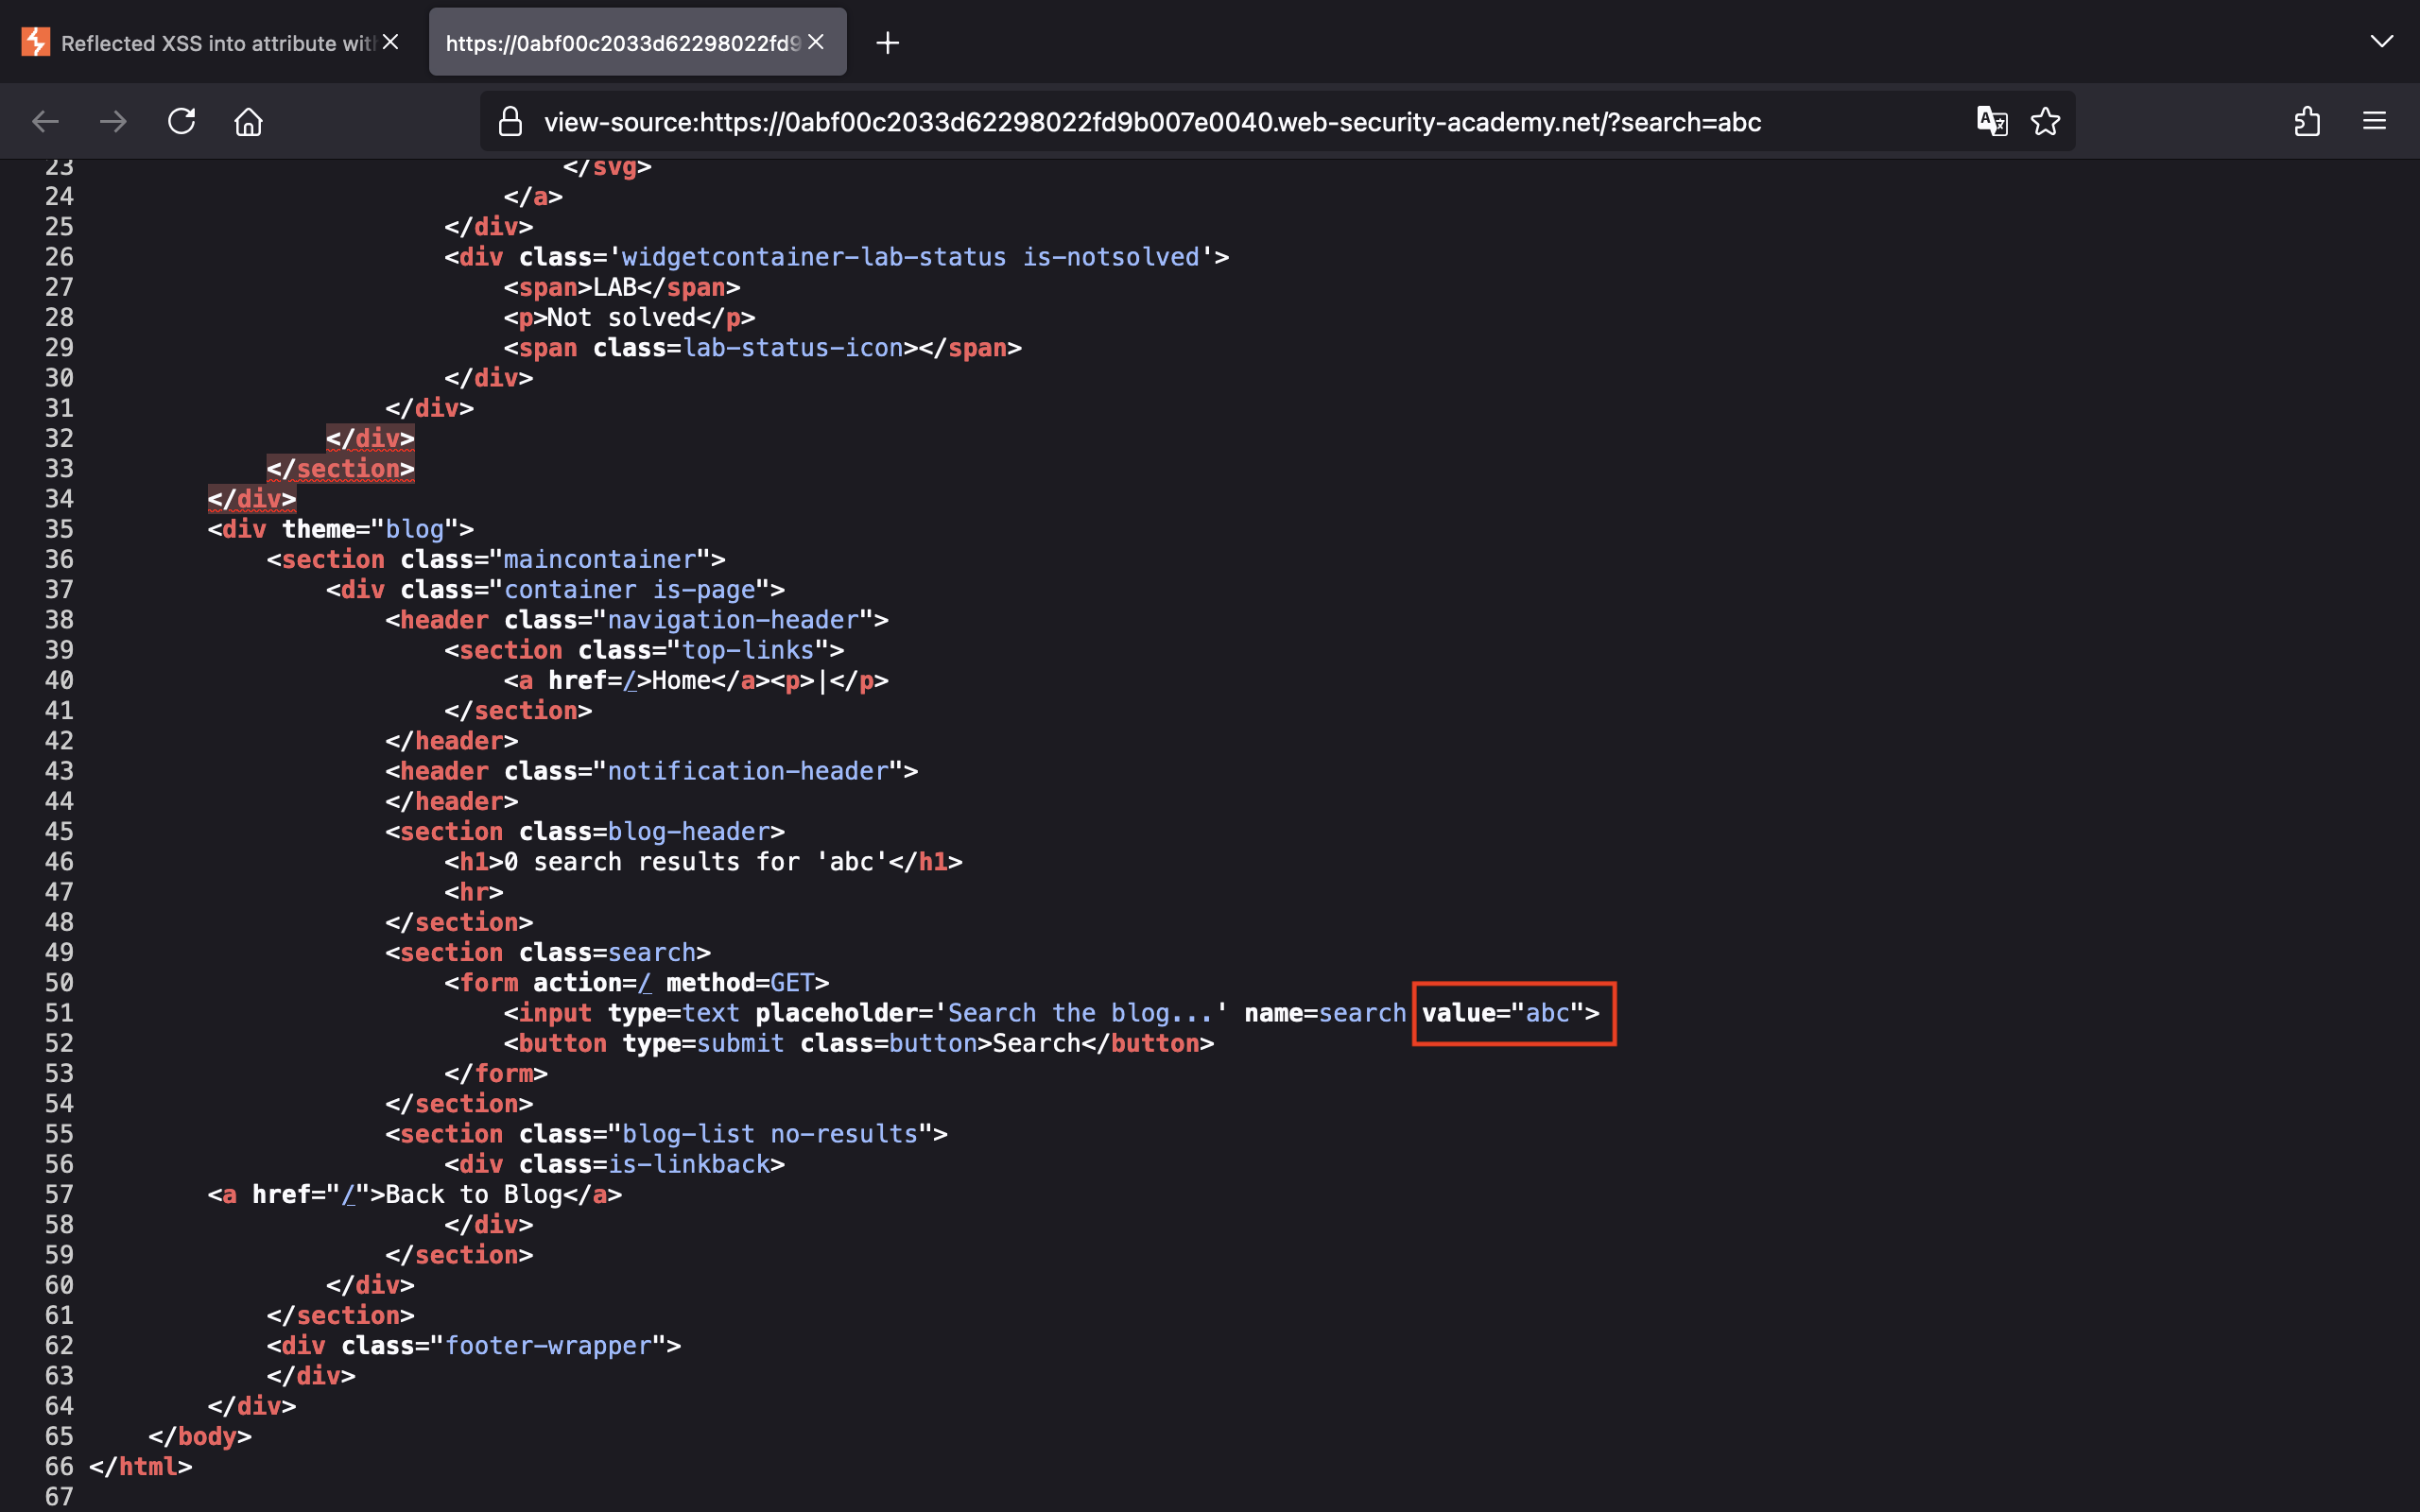 Reflected XSS into attribute wit
https://0abf00c2033d62298022fd9
view-source:https://0abf00c2033d62298022fd9b007e0040.web-security-academy.net/?search=abc
23 </svg>
24 </a>
25 </div>
26 <div class='widgetcontainer-lab-status is-notsolved'>
27 <span>LAB</span>
28 <p>Not solved</p>
29 <span class=lab-status-icon></span>
30 </div>
31 </div>
32 </div>
33 </section>
34 </div>
35 <div theme="blog">
36 <section class="maincontainer">
37 <div class="container is-page">
38 <header class="navigation-header">
39 <section class="top-links">
40 <a href=/>Home</a><p>|</p>
41 </section>
42 </header>
43 <header class="notification-header">
44 </header>
45 <section class=blog-header>
46 <h1>0 search results for 'abc'</h1>
47 <hr>
48 </section>
49 <section class=search>
50 <form action=/ method=GET>
51 <input type=text placeholder='Search the blog...' name=search value="abc">
52 <button type=submit class=button>Search</button>
53 </form>
54 </section>
55 <section class="blog-list no-results">
56 <div class=is-linkback>
57 <a href="/">Back to Blog</a>
58 </div>
59 </section>
60 </div>
61 </section>
62 <div class="footer-wrapper">
63 </div>
64 </div>
65 </body>
66 </html>
67